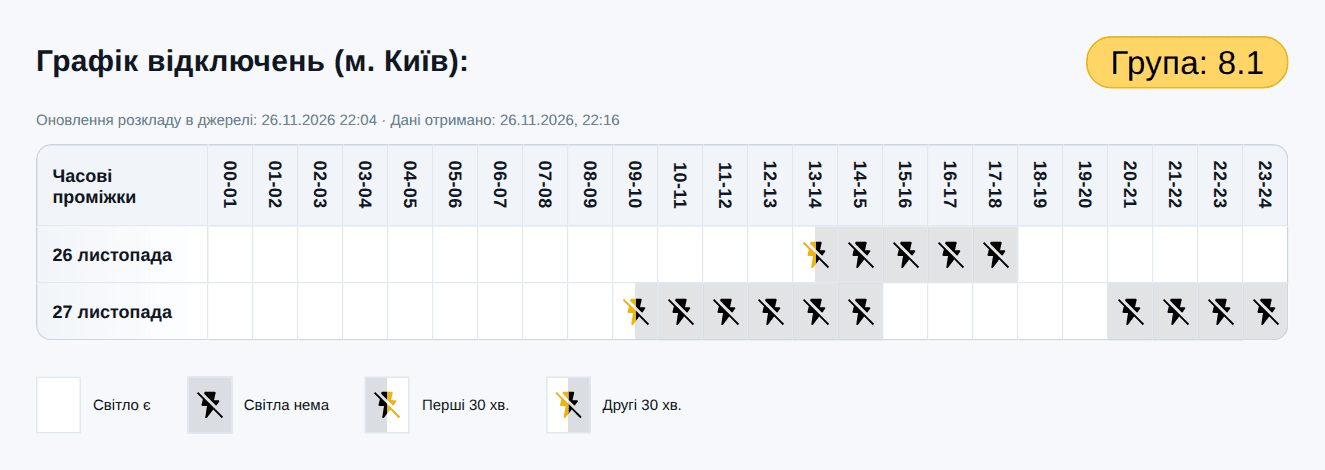 Графік відключень (м. Київ):
Група: 8.1
Оновлення розкладу в джерелі: 26.11.2026 22:04 · Дані отримано: 26.11.2026, 22:16
Часові
проміжки
00-01 01-02 02-03 03-04 04-05 05-06 06-07 07-08 08-09 09-10 10-11 11-12 12-13 13-14 14-15 15-16 16-17 17-18 18-19 19-20 20-21 21-22 22-23 23-24
26 листопада
27 листопада
Світло є Світла нема Перші 30 хв. Другі 30 хв.